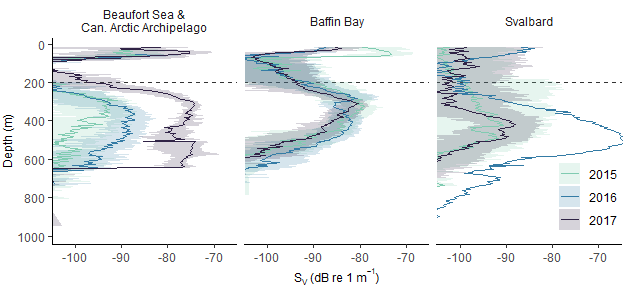 Beaufort Sea &
Can. Arctic Archipelago
Baffin Bay
Svalbard
0
200
400
600
800
1000
Depth (m)
-100 -90 -80 -70
-100 -90 -80 -70
-100 -90 -80 -70
2015
2016
2017
Sᵥ (dB re 1 m⁻¹)